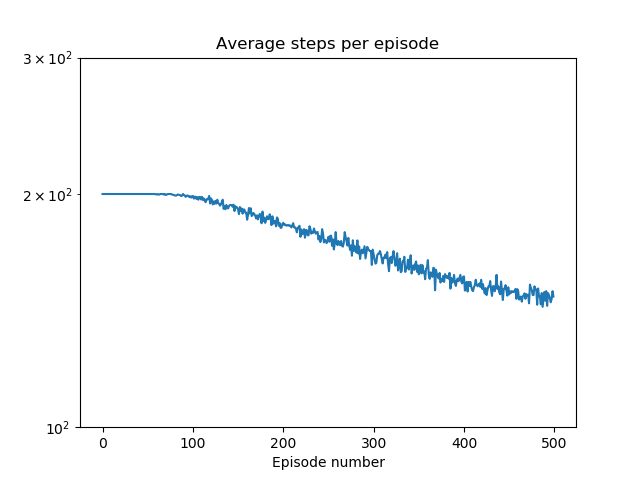 Average steps per episode
3 × 10²
2 × 10²
10²
0 100 200 300 400 500
Episode number